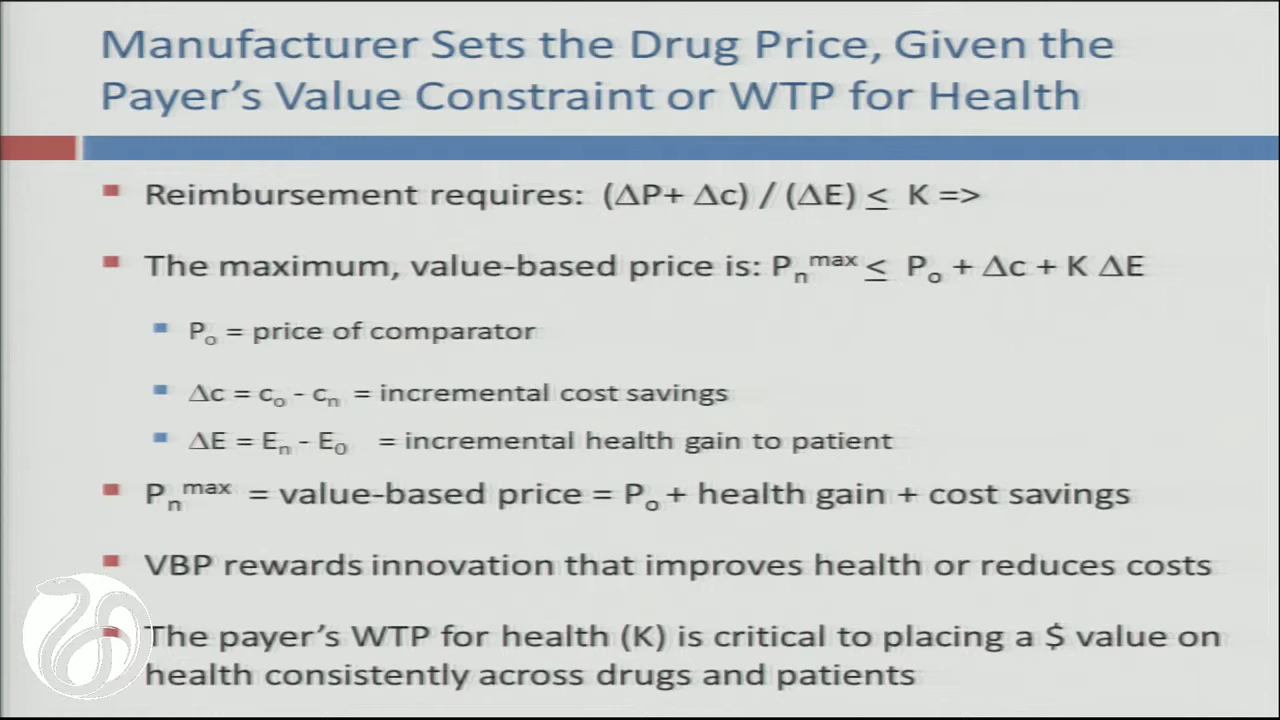 Manufacturer Sets the Drug Price, Given the
Payer's Value Constraint or WTP for Health
Reimbursement requires: (ΔP+ Δc) / (ΔE) ≤ K =>
The maximum, value-based price is: Pₙᵐᵃˣ ≤ Pₒ + Δc + K ΔE
Pₒ = price of comparator
Δc = cₒ - cₙ = incremental cost savings
ΔE = Eₙ - E₀ = incremental health gain to patient
Pₙᵐᵃˣ = value-based price = Pₒ + health gain + cost savings
VBP rewards innovation that improves health or reduces costs
The payer's WTP for health (K) is critical to placing a $ value on
health consistently across drugs and patients